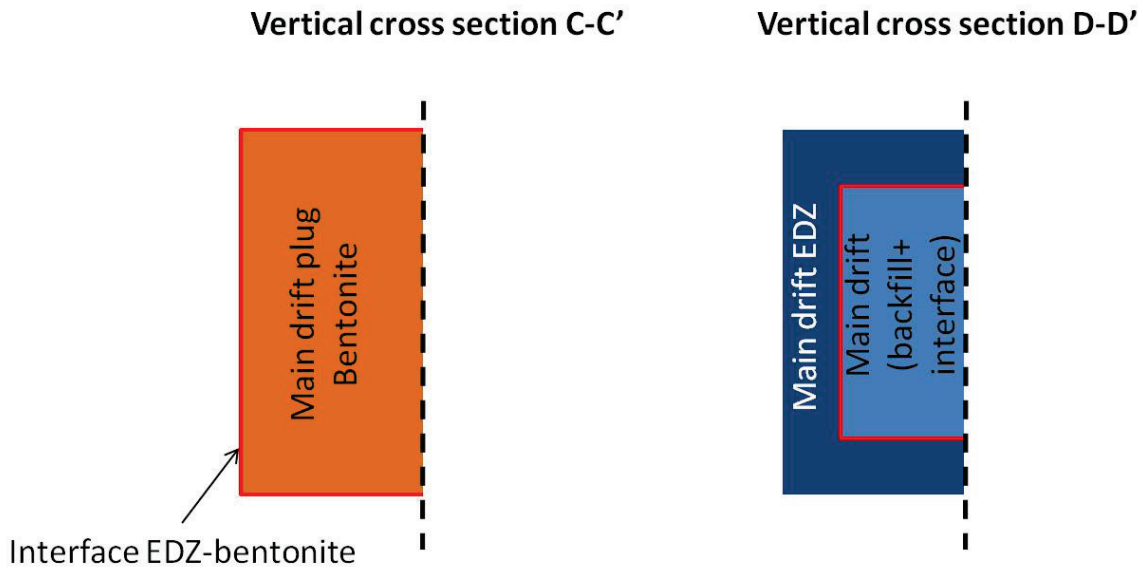 Vertical cross section C-C’
Vertical cross section D-D’
Main drift plug
Bentonite
Interface EDZ-bentonite
Main drift EDZ
Main drift
(backfill+
interface)